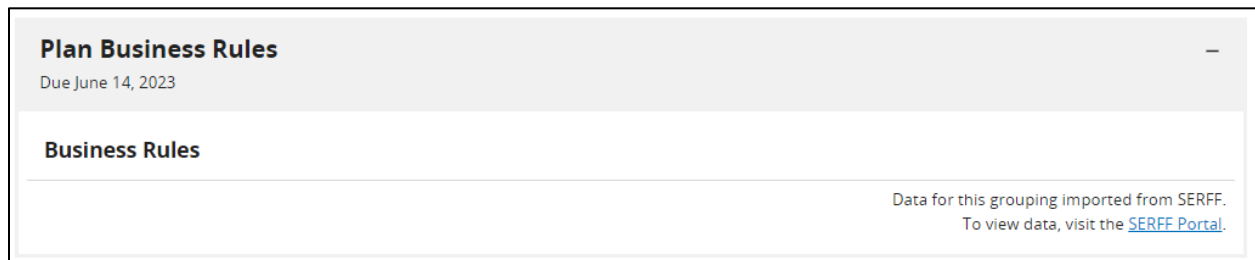 Plan Business Rules
Due June 14, 2023
Business Rules
Data for this grouping imported from SERFF.
To view data, visit the SERFF Portal.